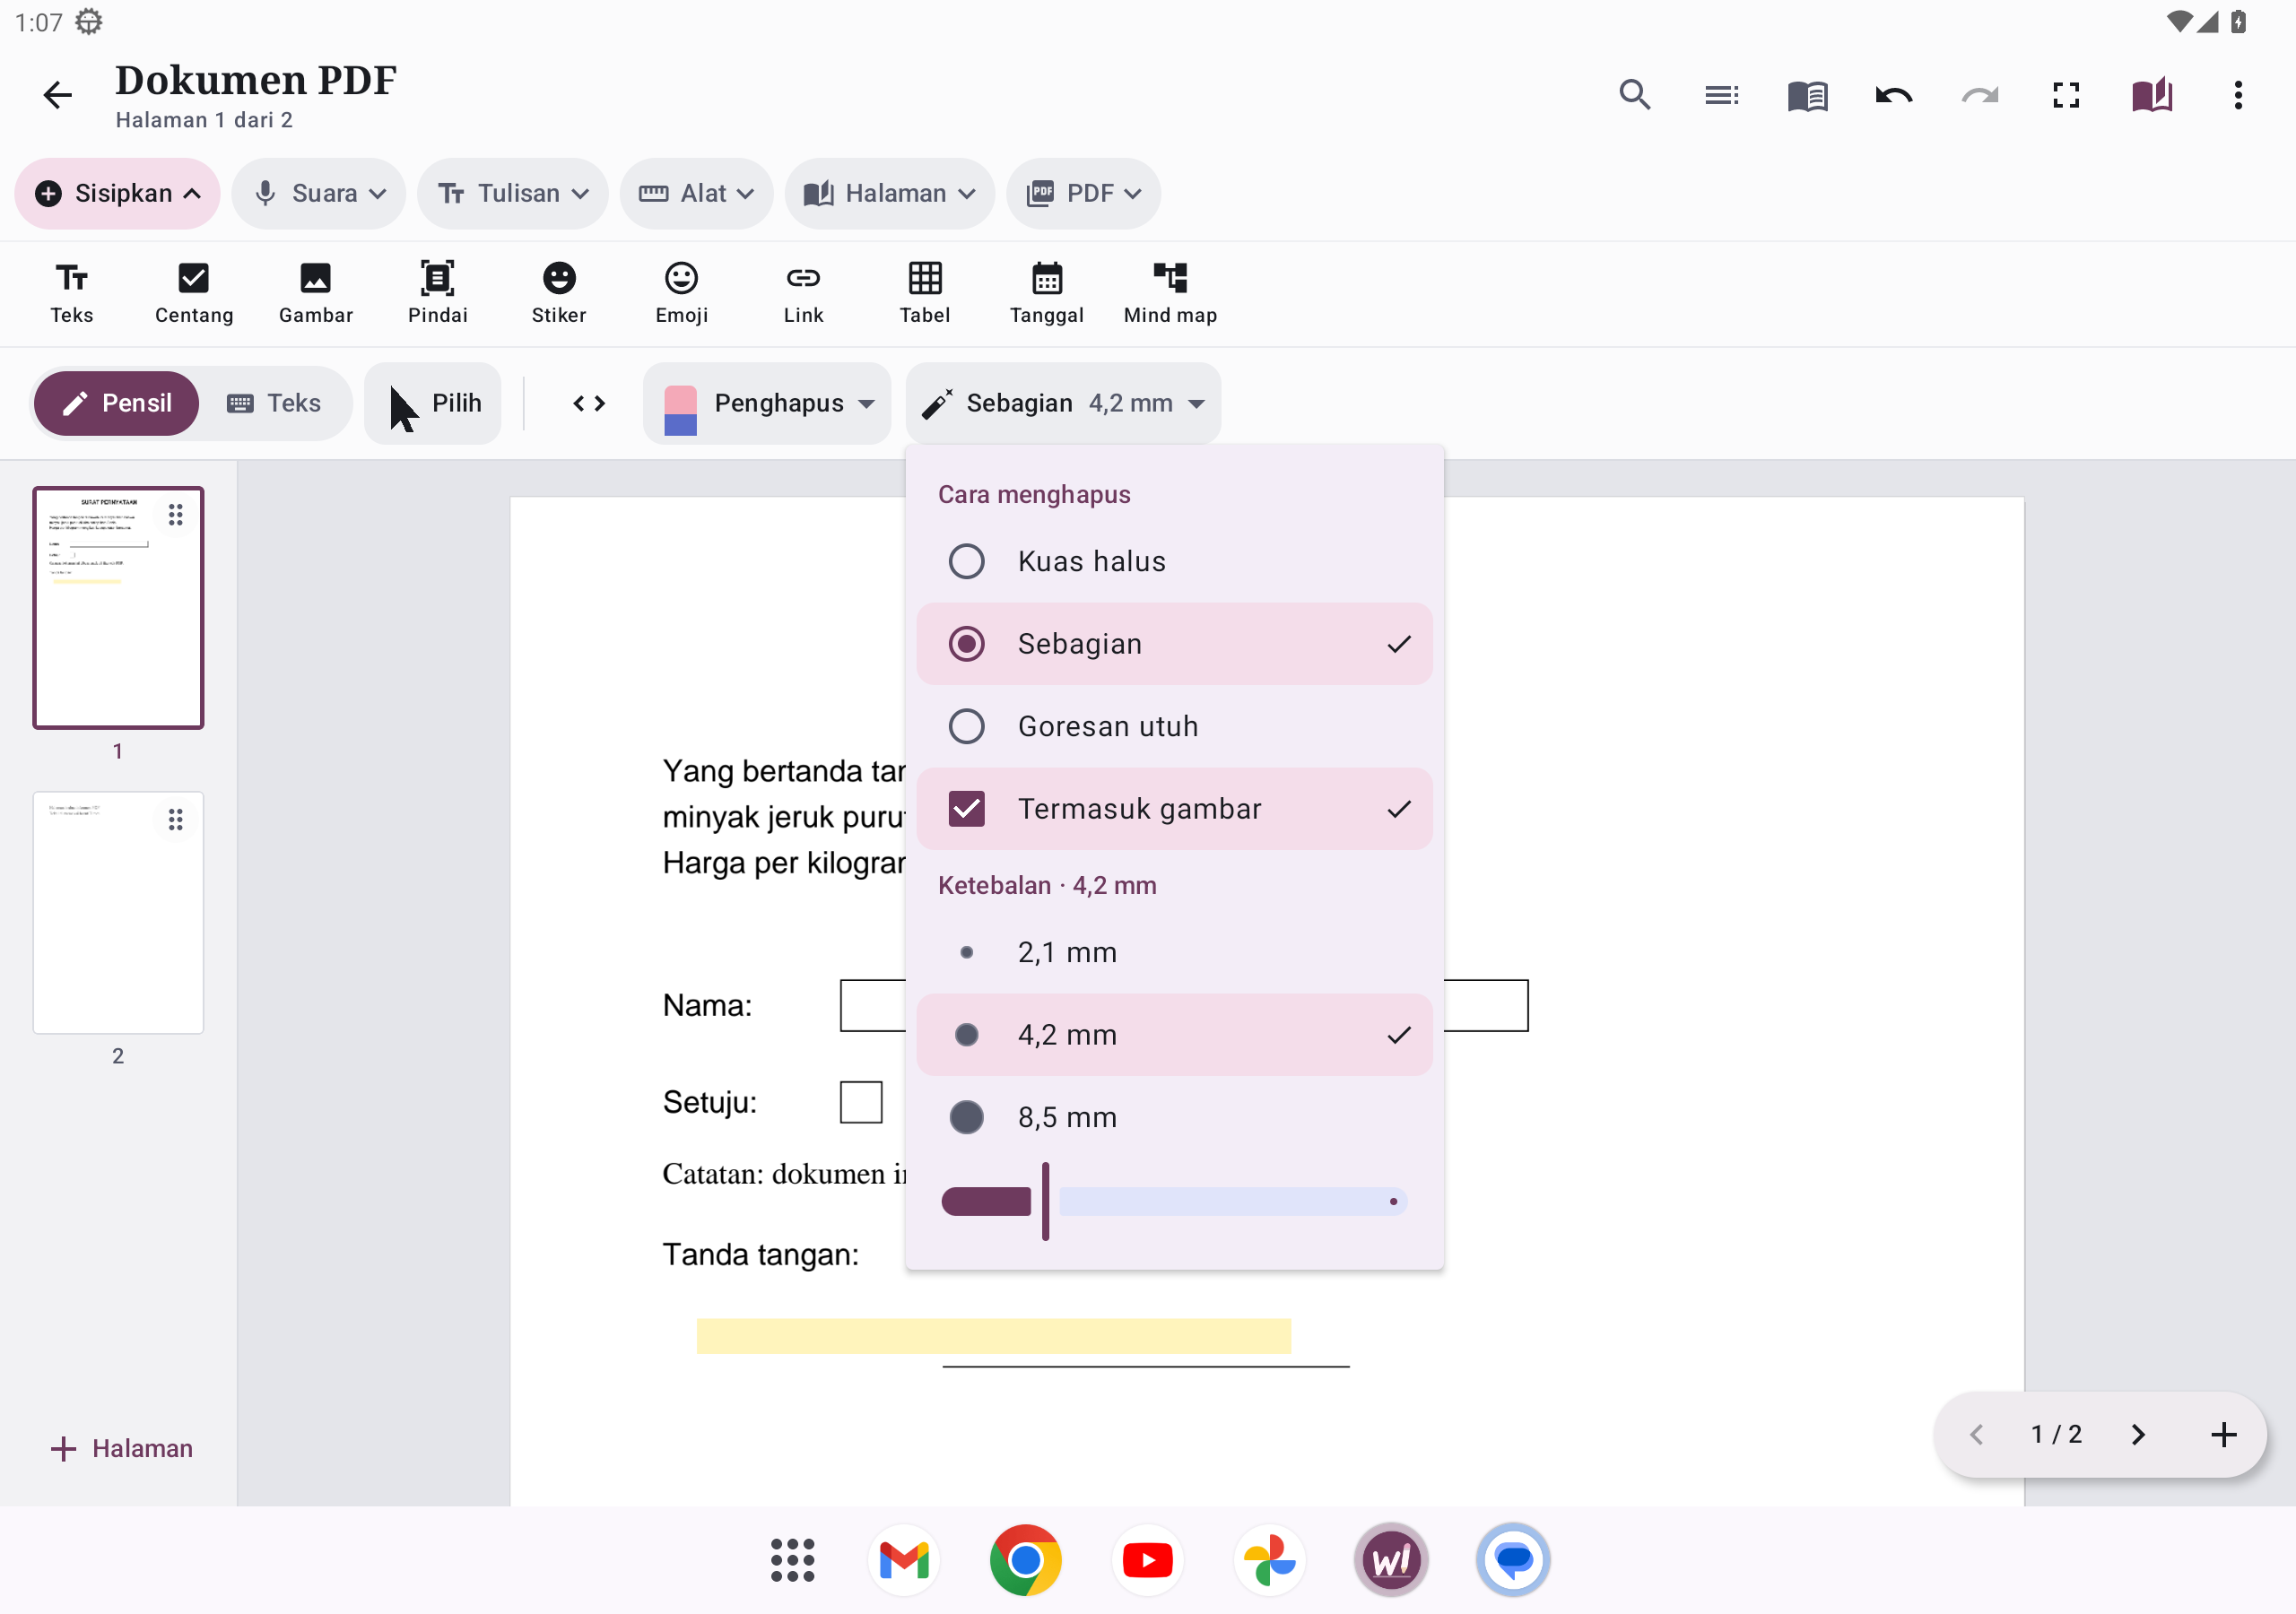 1:07
Dokumen PDF
Halaman 1 dari 2
Sisipkan
Suara
Tulisan
Alat
Halaman
PDF
PDF
Teks
Centang
Gambar
Pindai
Stiker
Emoji
Link
Tabel
Tanggal
Mind map
Pensil
Teks
Pilih
Penghapus
Sebagian 4,2 mm
SURAT PERNYATAAN
1
2
Halaman
Cara menghapus
Kuas halus
Sebagian
Goresan utuh
Termasuk gambar
Ketebalan · 4,2 mm
2,1 mm
4,2 mm
8,5 mm
Yang bertanda
minyak jeruk
Harga per
Nama:
Setuju:
Catatan: dokumen
Tanda tangan:
1 / 2